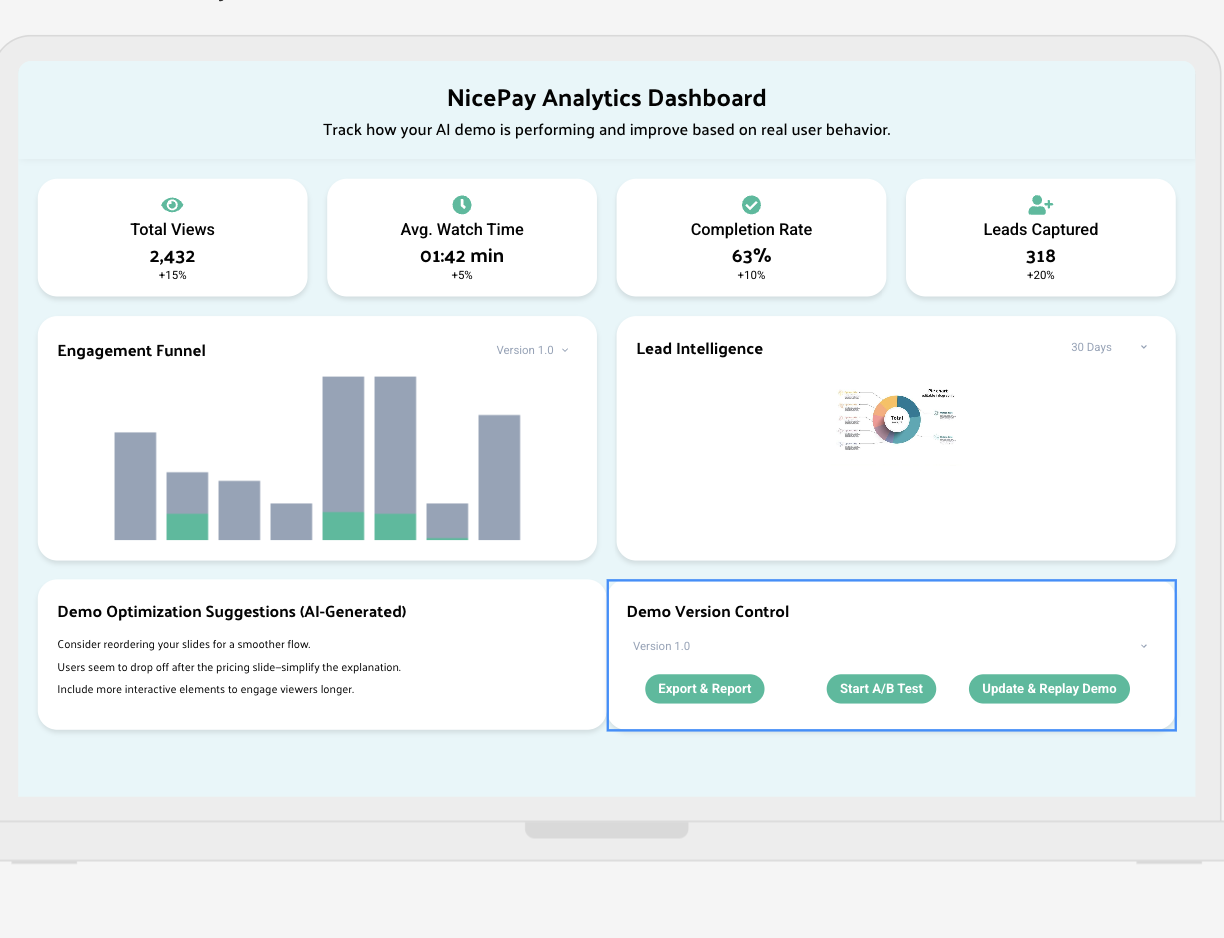 NicePay Analytics Dashboard
Track how your AI demo is performing and improve based on real user behavior.
Total Views
2,432
+15%
Avg. Watch Time
01:42 min
+5%
Completion Rate
63%
+10%
Leads Captured
318
+20%
Engagement Funnel
Version 1.0
Lead Intelligence
30 Days
Pie chart
Total
Demo Optimization Suggestions (AI-Generated)
Consider reordering your slides for a smoother flow.
Users seem to drop off after the pricing slide—simplify the explanation.
Include more interactive elements to engage viewers longer.
Demo Version Control
Version 1.0
Export & Report
Start A/B Test
Update & Replay Demo